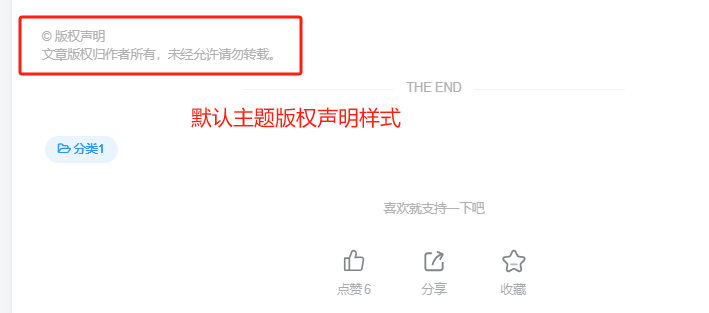 © 版权声明
文章版权归作者所有，未经允许请勿转载。
THE END
默认主题版权声明样式
分类1
喜欢就支持一下吧
点赞6 分享 收藏